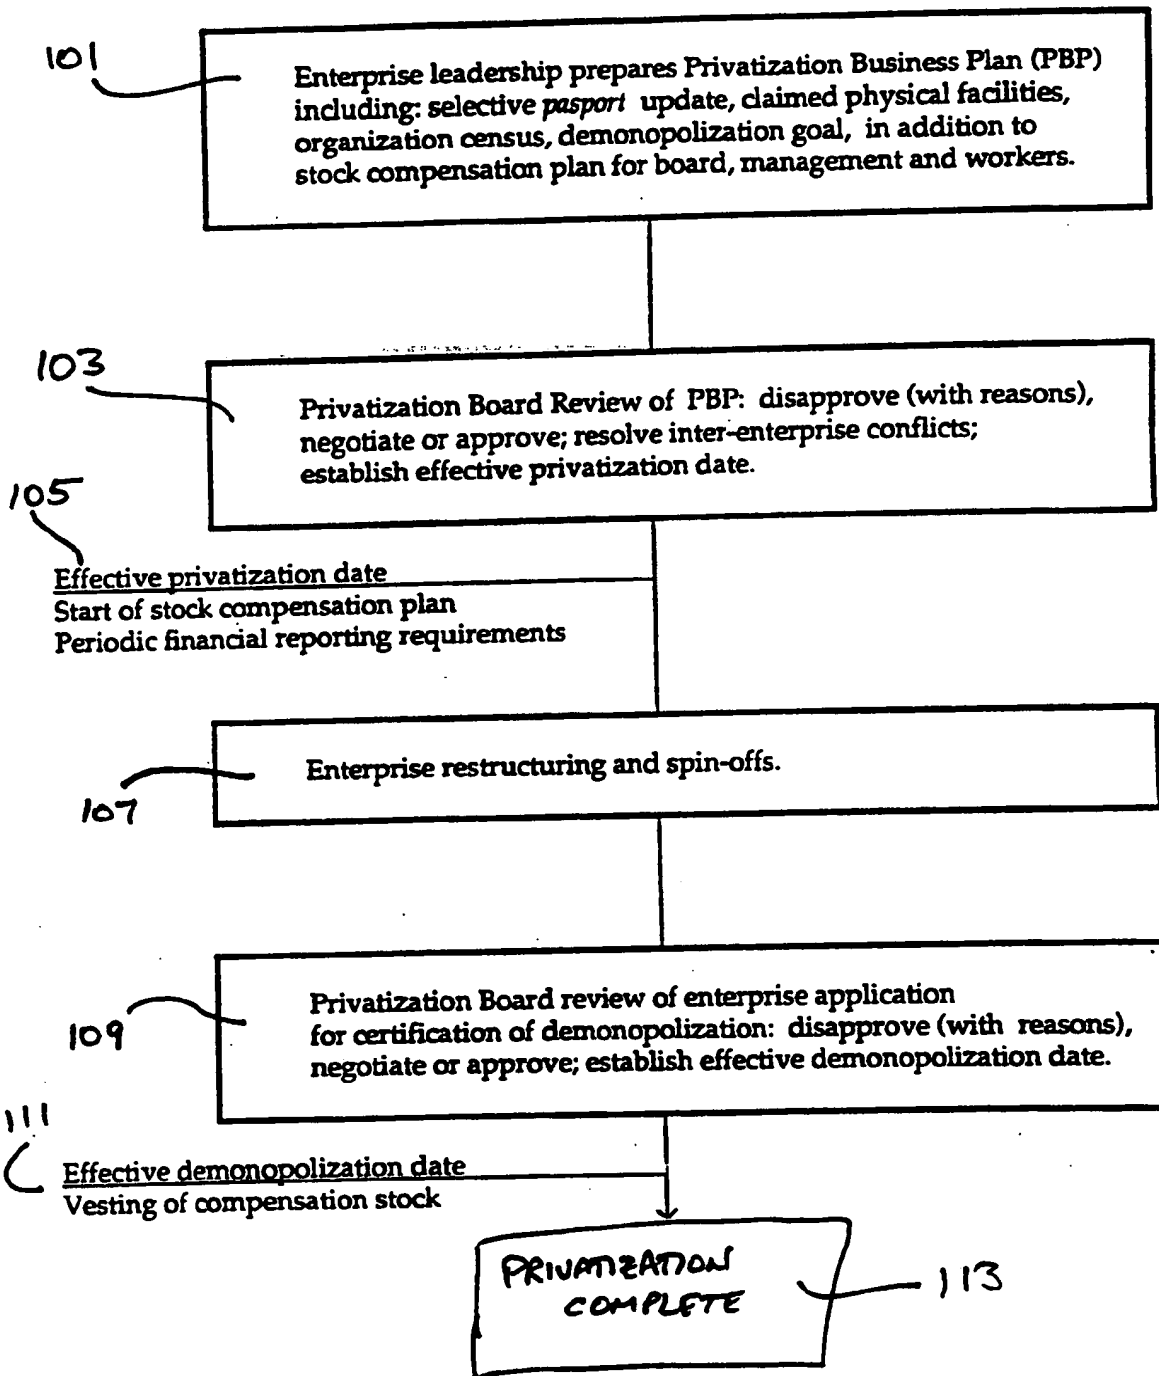 101
Enterprise leadership prepares Privatization Business Plan (PBP)
including: selective pasport update, claimed physical facilities,
organization census, demonopolization goal, in addition to
stock compensation plan for board, management and workers.
103
Privatization Board Review of PBP: disapprove (with reasons),
negotiate or approve; resolve inter-enterprise conflicts;
establish effective privatization date.
105
Effective privatization date
Start of stock compensation plan
Periodic financial reporting requirements
107
Enterprise restructuring and spin-offs.
109
Privatization Board review of enterprise application
for certification of demonopolization: disapprove (with reasons),
negotiate or approve; establish effective demonopolization date.
111
Effective demonopolization date
Vesting of compensation stock
PRIVATIZATION
COMPLETE
113